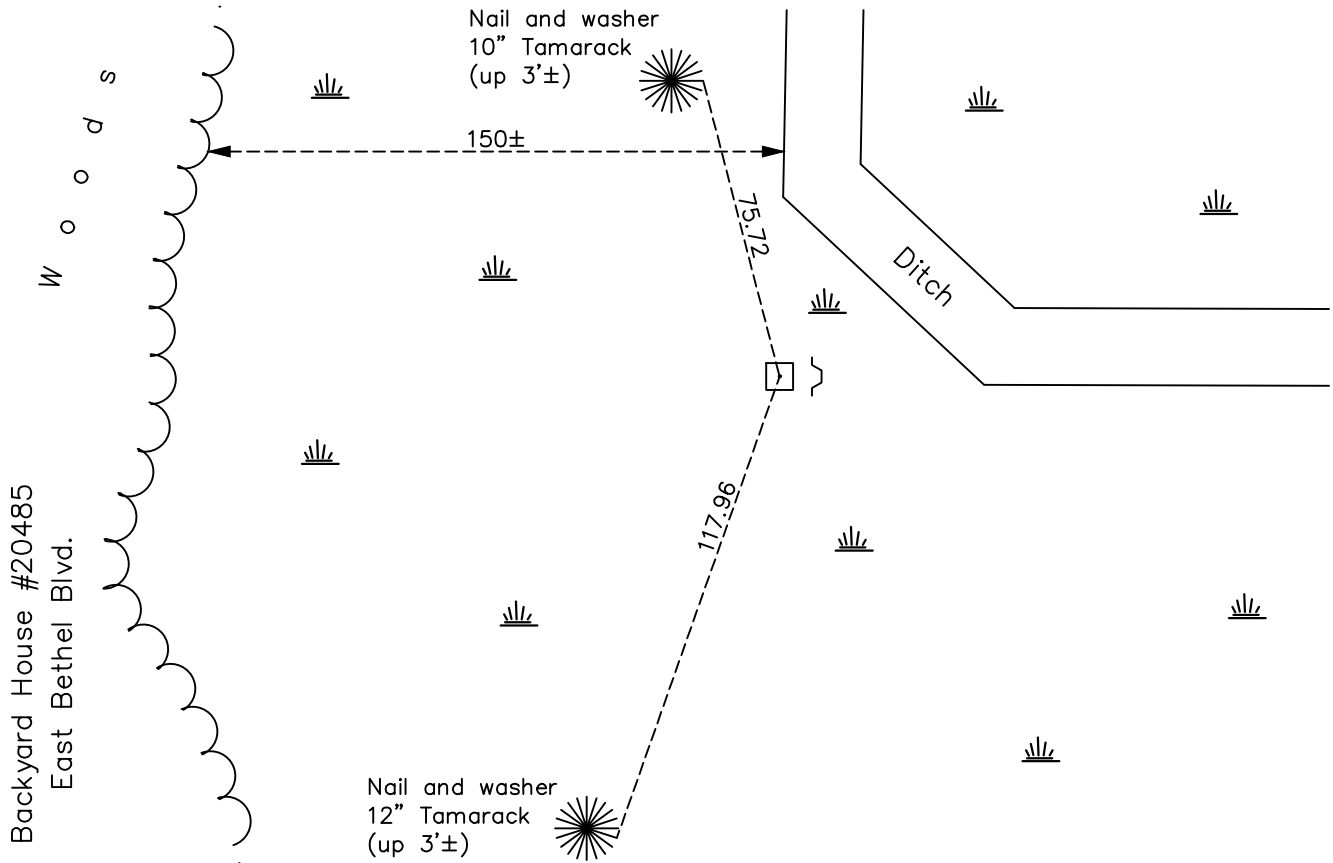 Nail and washer
10" Tamarack
(up 3'±)
Woods
150±
75.72
Ditch
117.96
Backyard House #20485
East Bethel Blvd.
Nail and washer
12" Tamarack
(up 3'±)